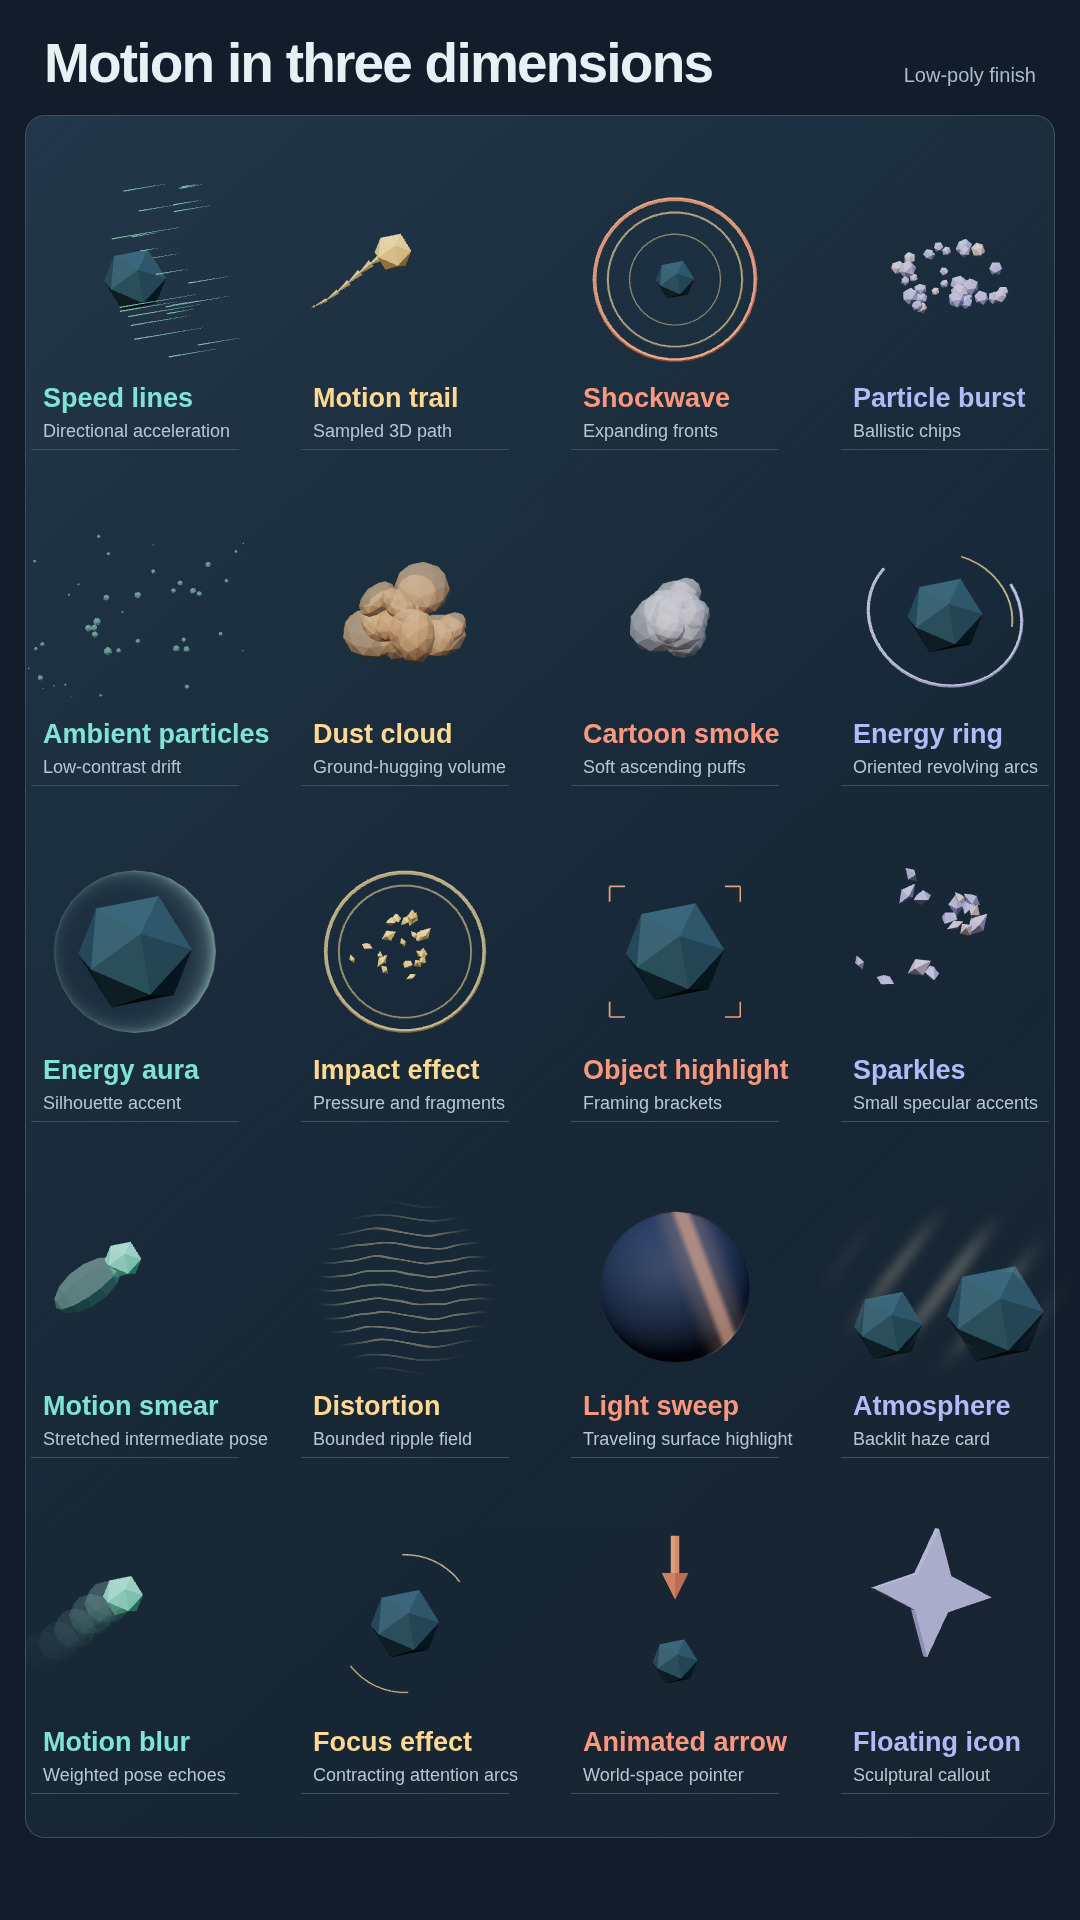 Motion in three dimensions
Low-poly finish
Speed lines
Directional acceleration
Motion trail
Sampled 3D path
Shockwave
Expanding fronts
Particle burst
Ballistic chips
Ambient particles
Low-contrast drift
Dust cloud
Ground-hugging volume
Cartoon smoke
Soft ascending puffs
Energy ring
Oriented revolving arcs
Energy aura
Silhouette accent
Impact effect
Pressure and fragments
Object highlight
Framing brackets
Sparkles
Small specular accents
Motion smear
Stretched intermediate pose
Distortion
Bounded ripple field
Light sweep
Traveling surface highlight
Atmosphere
Backlit haze card
Motion blur
Weighted pose echoes
Focus effect
Contracting attention arcs
Animated arrow
World-space pointer
Floating icon
Sculptural callout